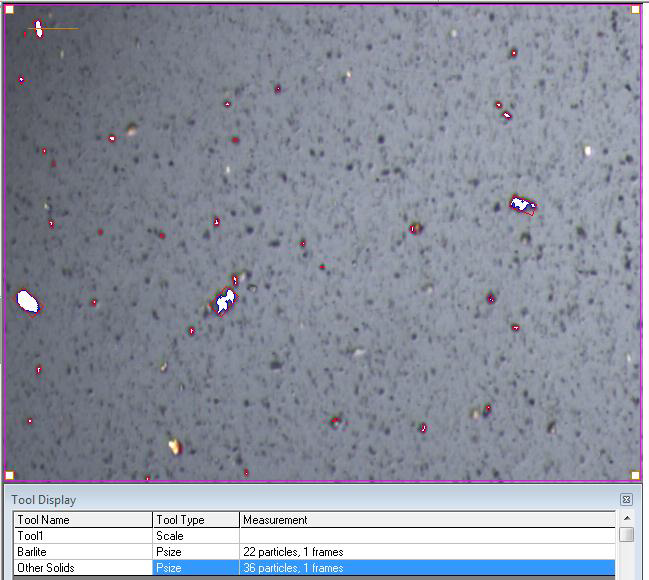 Tool Display
Tool Name Tool Type Measurement
Tool1 Scale
Barlite Psize 22 particles, 1 frames
Other Solids Psize 36 particles, 1 frames